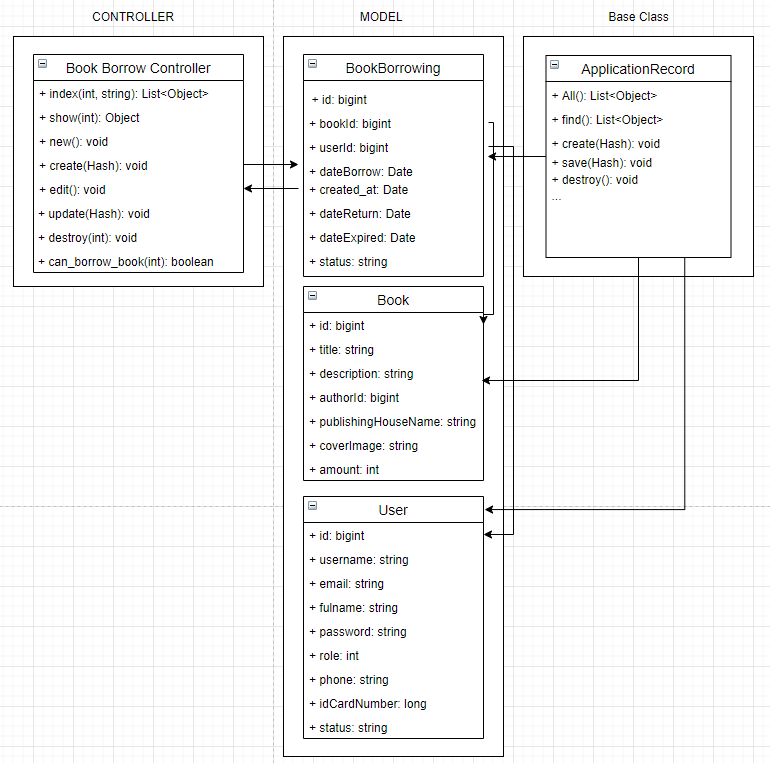 CONTROLLER
Book Borrow Controller
+ index(int, string): List<Object>
+ show(int): Object
+ new(): void
+ create(Hash): void
+ edit(): void
+ update(Hash): void
+ destroy(int): void
+ can_borrow_book(int): boolean
MODEL
BookBorrowing
+ id: bigint
+ bookId: bigint
+ userId: bigint
+ dateBorrow: Date
+ created_at: Date
+ dateReturn: Date
+ dateExpired: Date
+ status: string
Book
+ id: bigint
+ title: string
+ description: string
+ authorId: bigint
+ publishingHouseName: string
+ coverImage: string
+ amount: int
User
+ id: bigint
+ username: string
+ email: string
+ fulname: string
+ password: string
+ role: int
+ phone: string
+ idCardNumber: long
+ status: string
Base Class
ApplicationRecord
+ All(): List<Object>
+ find(): List<Object>
+ create(Hash): void
+ save(Hash): void
+ destroy(): void
...